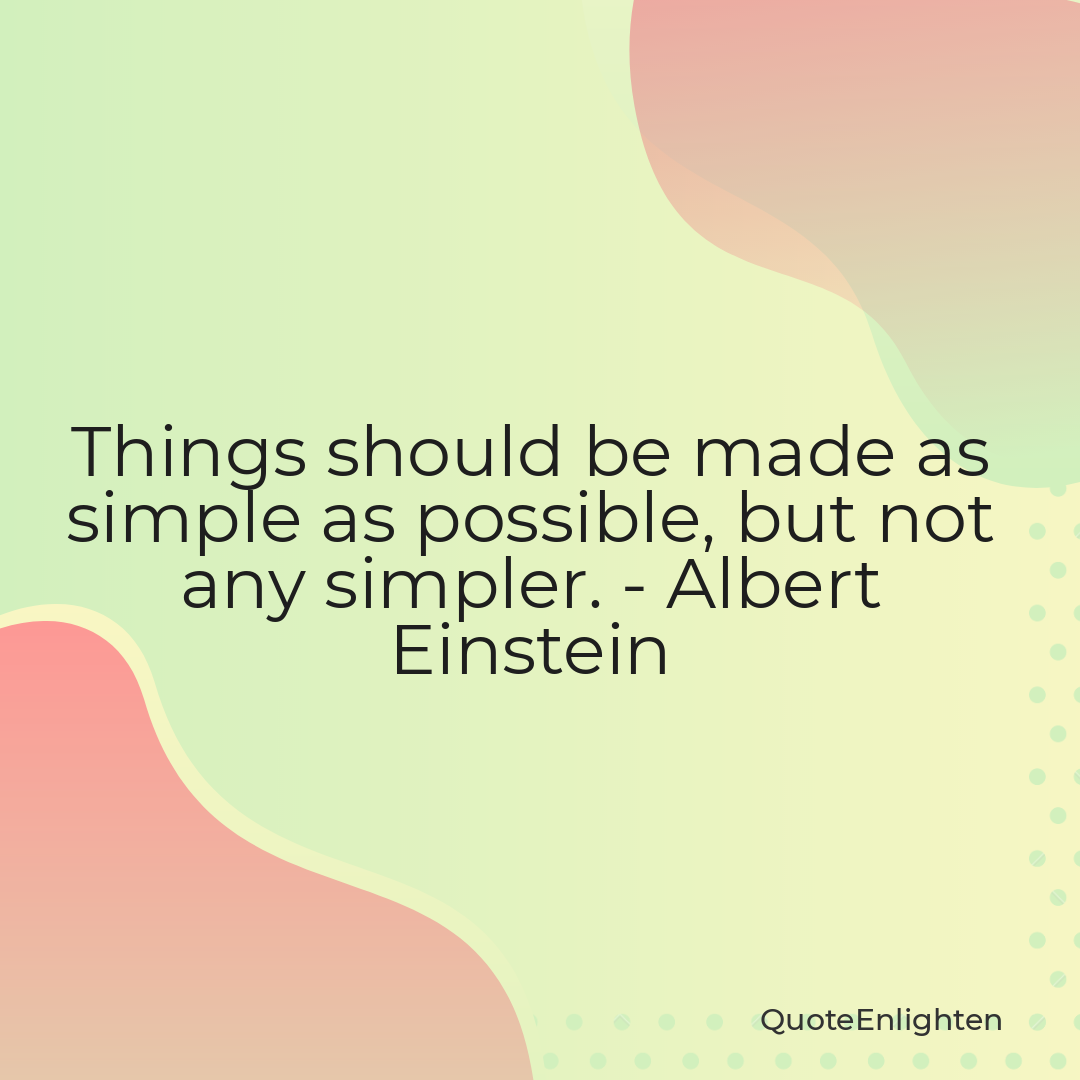 Things should be made as
simple as possible, but not
any simpler. - Albert
Einstein
QuoteEnlighten